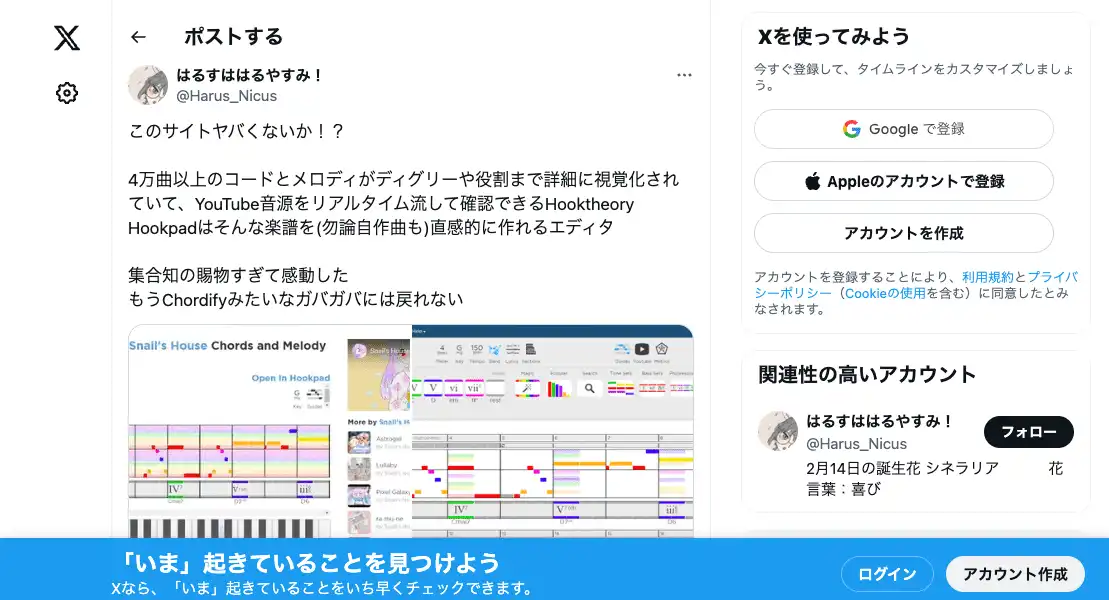 ポストする
はるすははるやすみ！
@Harus_Nicus
このサイトヤバくないか！？
4万曲以上のコードとメロディがディグリーや役割まで詳細に視覚化され
ていて、YouTube音源をリアルタイム流して確認できるHooktheory
Hookpadはそんな楽譜を(勿論自作曲も)直感的に作れるエディタ
集合知の賜物すぎて感動した
もうChordifyみたいなガバガバには戻れない
Snail's House Chords and Melody
Open in Hookpad
Key
Guitar
IV
V
iii
Snail's House
More by Snail's H
Astrogirl
Lullaby
Pixel Galaxy
4
G
150
V
V
vi
vii°
rest
Magic
Search
4
5
6
7
8
IV
V
iii
Xを使ってみよう
今すぐ登録して、タイムラインをカスタマイズしましょ
う。
Google で登録
Appleのアカウントで登録
アカウントを作成
アカウントを登録することにより、利用規約とプライバ
シーポリシー（Cookieの使用を含む）に同意したとみ
なされます。
関連性の高いアカウント
はるすははるやすみ！
@Harus_Nicus
フォロー
2月14日の誕生花 シネラリア 花
言葉：喜び
「いま」起きていることを見つけよう
Xなら、「いま」起きていることをいち早くチェックできます。
ログイン
アカウント作成